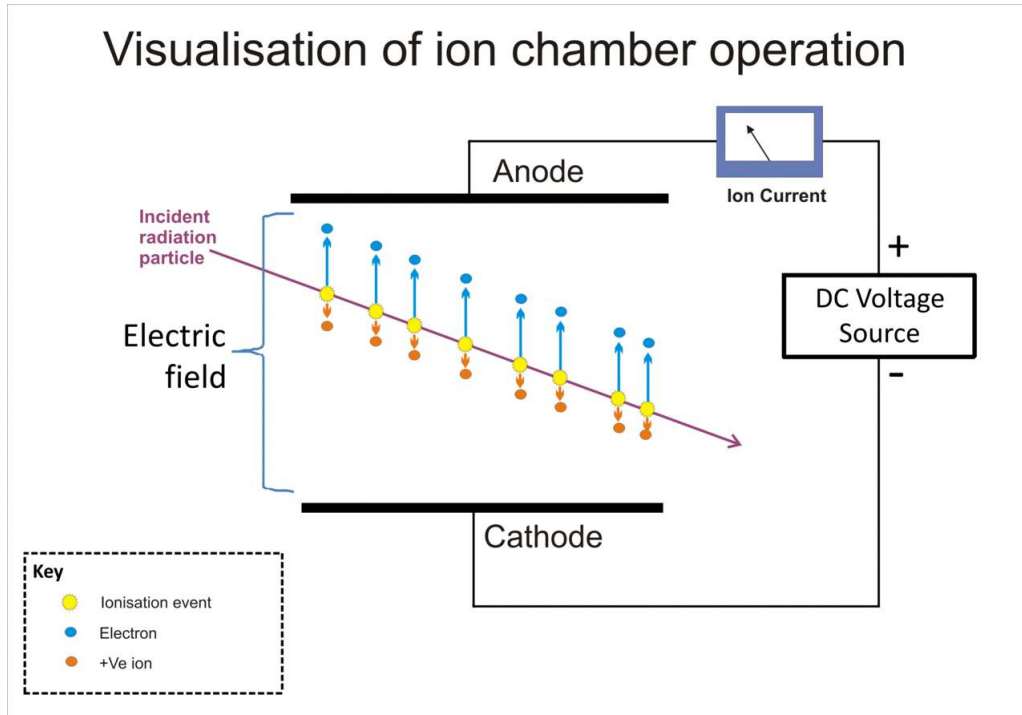 Visualisation of ion chamber operation
Anode
Ion Current
Incident
radiation
particle
+
DC Voltage
Source
-
Electric
field
Cathode
Key
Ionisation event
Electron
+Ve ion